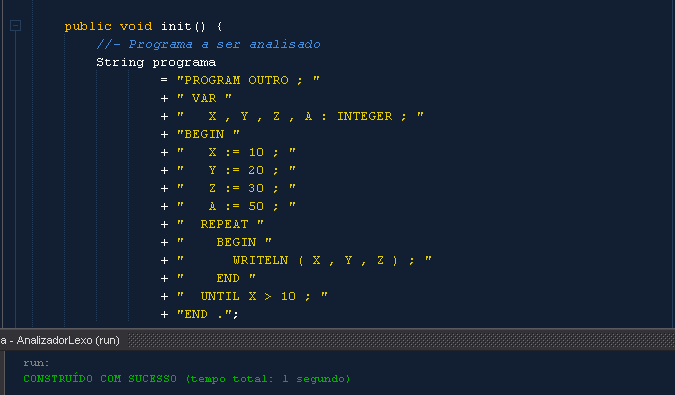 public void init() {
//- Programa a ser analisado
String programa
= "PROGRAM OUTRO ; "
+ " VAR "
+ "   X , Y , Z , A : INTEGER ; "
+ "BEGIN "
+ "   X := 10 ; "
+ "   Y := 20 ; "
+ "   Z := 30 ; "
+ "   A := 50 ; "
+ "  REPEAT "
+ "    BEGIN "
+ "      WRITELN ( X , Y , Z ) ; "
+ "    END "
+ "  UNTIL X > 10 ; "
+ "END .";
a - AnalizadorLexo (run)
run:
CONSTRUÍDO COM SUCESSO (tempo total: 1 segundo)